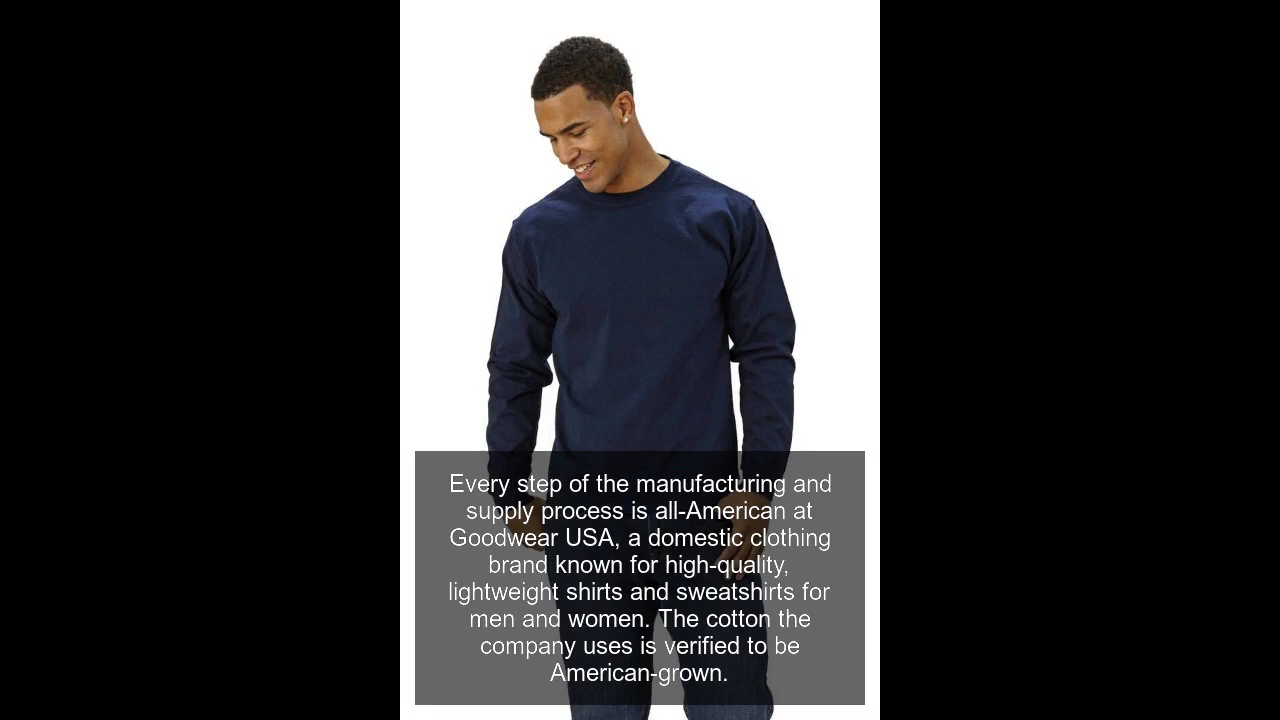 Every step of the manufacturing and
supply process is all-American at
Goodwear USA, a domestic clothing
brand known for high-quality,
lightweight shirts and sweatshirts for
men and women. The cotton the
company uses is verified to be
American-grown.